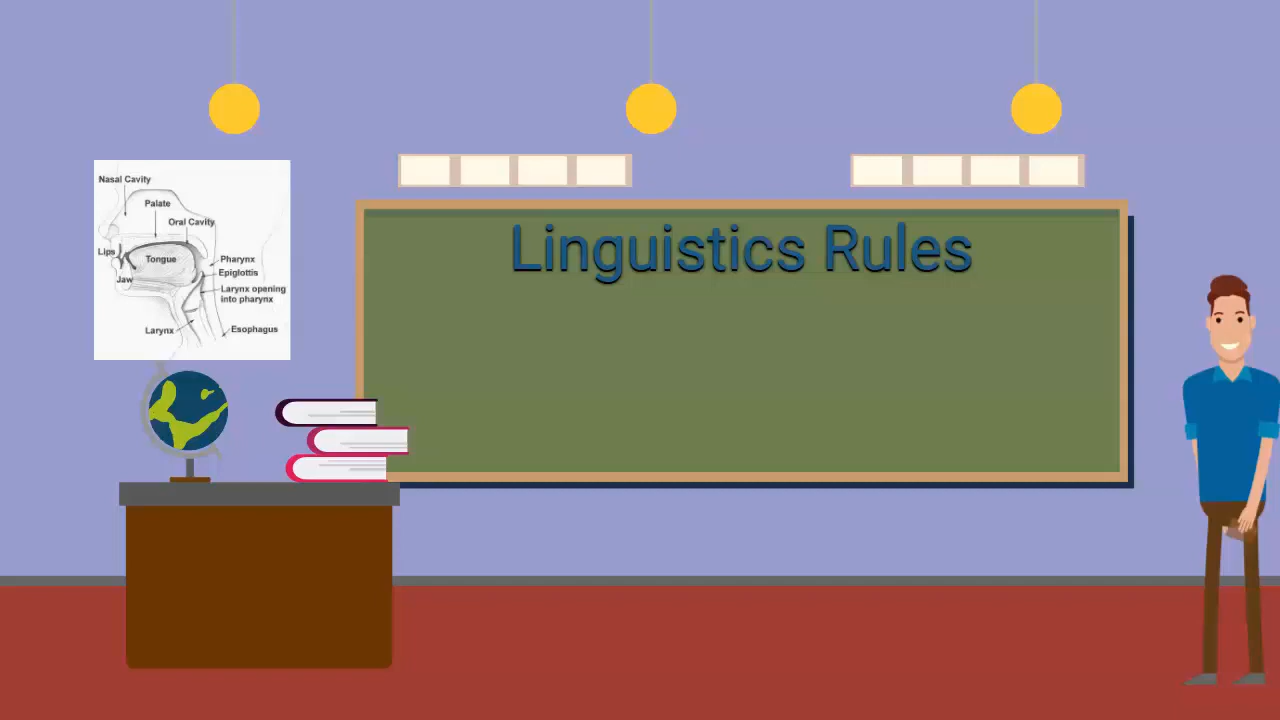 Nasal Cavity
Palate
Oral Cavity
Lips
Tongue
Pharynx
Epiglottis
Jaw
Larynx opening
into pharynx
Larynx
Esophagus
Linguistics Rules